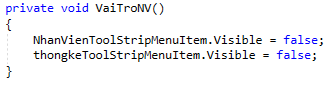 private void VaiTroNV()
{
    NhanVienToolStripMenuItem.Visible = false;
    thongkeToolStripMenuItem.Visible = false;
}